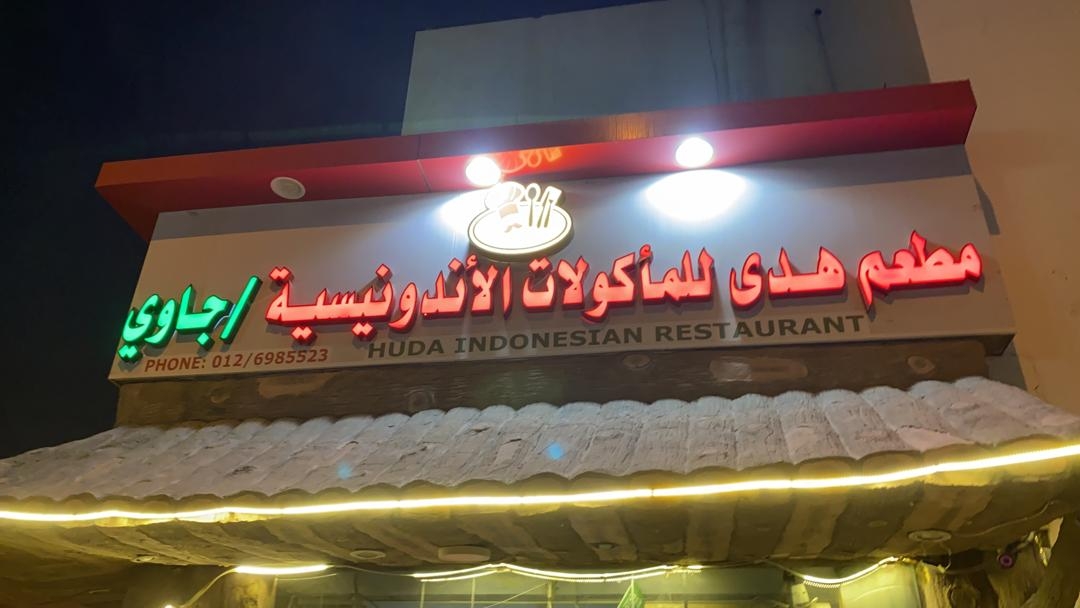 مطعم هدى للمأكولات الأندونيسية / جاوي
HUDA INDONESIAN RESTAURANT
PHONE: 012/6985523